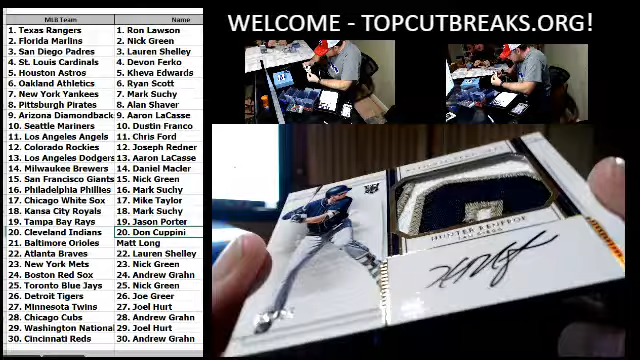 WELCOME - TOPCUTBREAKS.ORG!
MLB Team Name
1. Texas Rangers 1. Ron Lawson
2. Florida Marlins 2. Nick Green
3. San Diego Padres 3. Lauren Shelley
4. St. Louis Cardinals 4. Devon Ferko
5. Houston Astros 5. Kheva Edwards
6. Oakland Athletics 6. Ryan Scott
7. New York Yankees 7. Mark Suchy
8. Pittsburgh Pirates 8. Alan Shaver
9. Arizona Diamondback 9. Aaron LaCasse
10. Seattle Mariners 10. Dustin Franco
11. Los Angeles Angels 11. Chris Ford
12. Colorado Rockies 12. Joseph Redner
13. Los Angeles Dodgers 13. Aaron LaCasse
14. Milwaukee Brewers 14. Daniel Macler
15. San Francisco Giants 15. Nick Green
16. Philadelphia Phillies 16. Mark Suchy
17. Chicago White Sox 17. Mike Taylor
18. Kansa City Royals 18. Mark Suchy
19. Tampa Bay Rays 19. Jason Porter
20. Cleveland Indians 20. Don Cuppini
21. Baltimore Orioles Matt Long
22. Atlanta Braves 22. Lauren Shelley
23. New York Mets 23. Nick Green
24. Boston Red Sox 24. Andrew Grahn
25. Toronto Blue Jays 25. Nick Green
26. Detroit Tigers 26. Joe Greer
27. Minnesota Twins 27. Joel Hurt
28. Chicago Cubs 28. Andrew Grahn
29. Washington National 29. Joel Hurt
30. Cincinnati Reds 30. Andrew Grahn
HUNTER RENFROE
SAN DIEGO